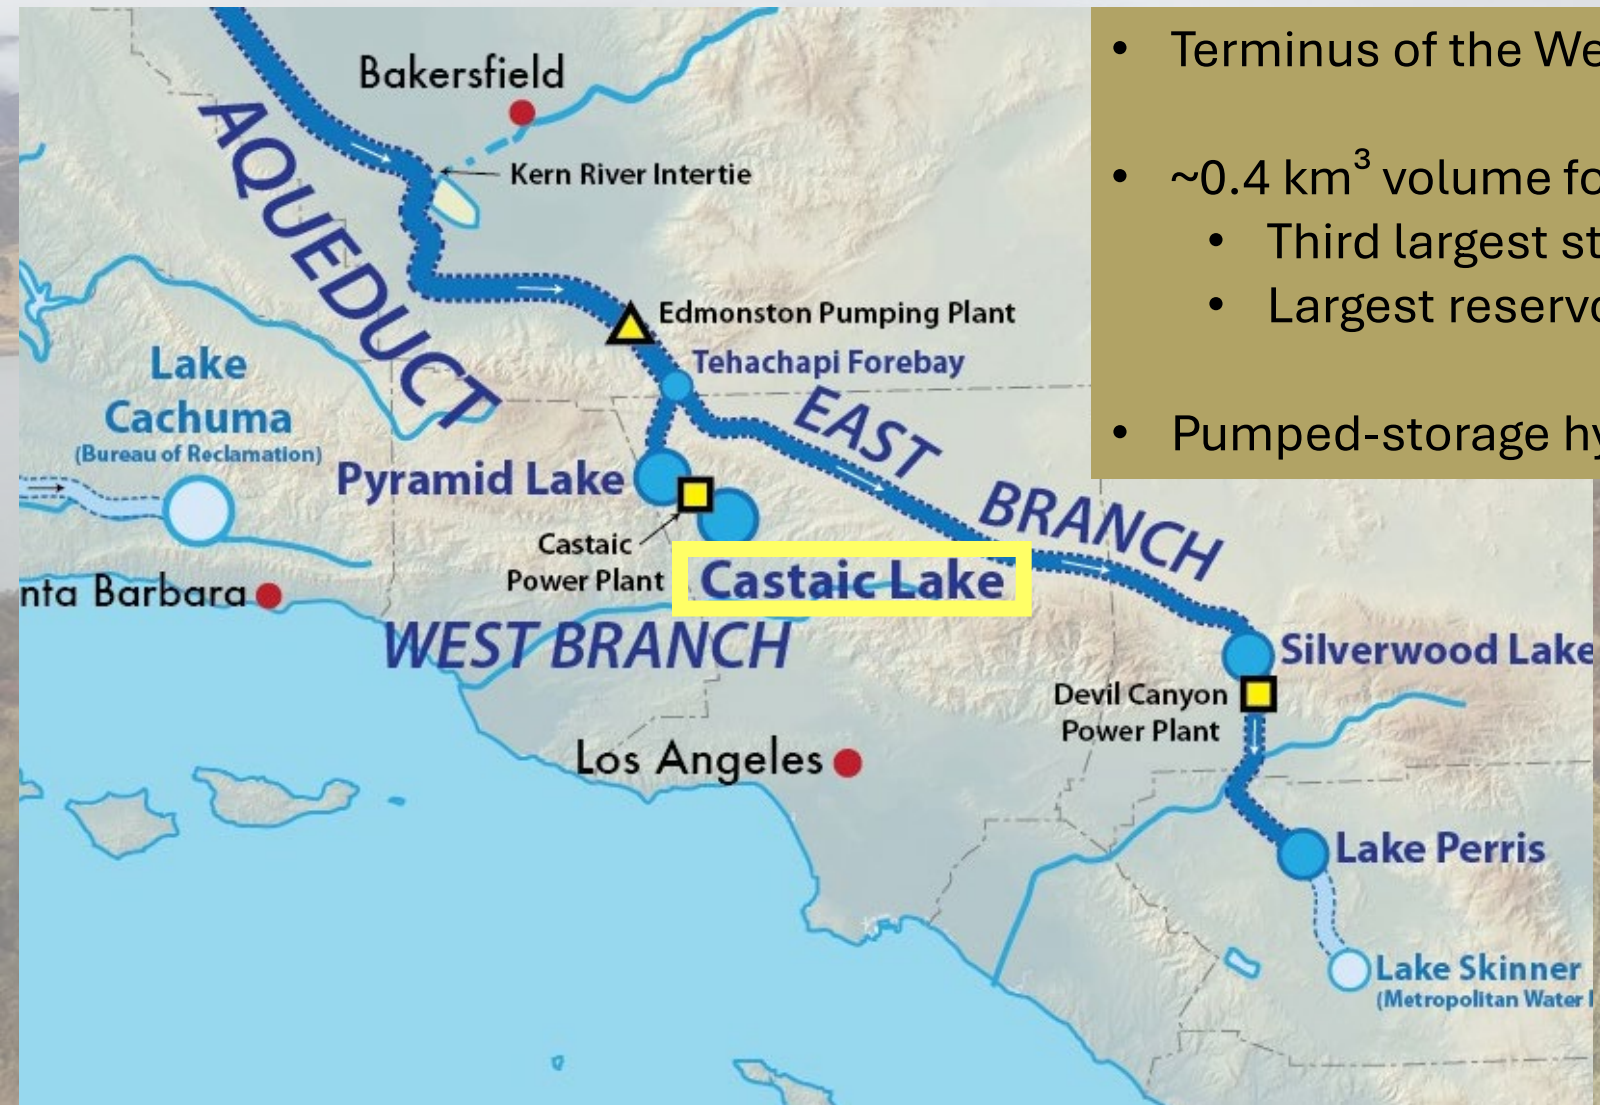 Bakersfield
AQUEDUCT
Kern River Intertie
Edmonston Pumping Plant
Tehachapi Forebay
Lake
Cachuma
(Bureau of Reclamation)
EAST BRANCH
Pyramid Lake
Castaic
Power Plant
Castaic Lake
nta Barbara
WEST BRANCH
Silverwood Lake
Devil Canyon
Power Plant
Los Angeles
Lake Perris
Lake Skinner
(Metropolitan Water
• Terminus of the We
• ~0.4 km³ volume fo
• Third largest st
• Largest reservo
• Pumped-storage hy